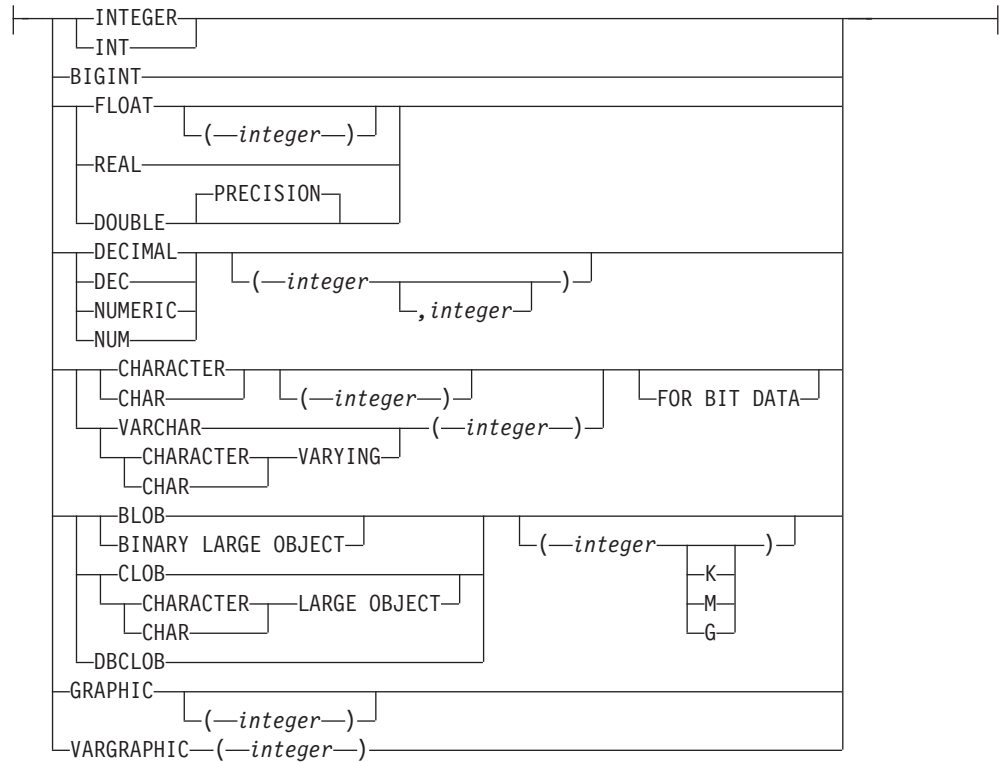 INTEGER
INT
BIGINT
FLOAT
( integer )
REAL
PRECISION
DOUBLE
DECIMAL
DEC ( integer )
NUMERIC ,integer
NUM
CHARACTER
CHAR ( integer ) FOR BIT DATA
VARCHAR ( integer )
CHARACTER VARYING
CHAR
BLOB
BINARY LARGE OBJECT ( integer )
CLOB K
CHARACTER LARGE OBJECT M
CHAR G
DBCLOB
GRAPHIC
( integer )
VARGRAPHIC ( integer )